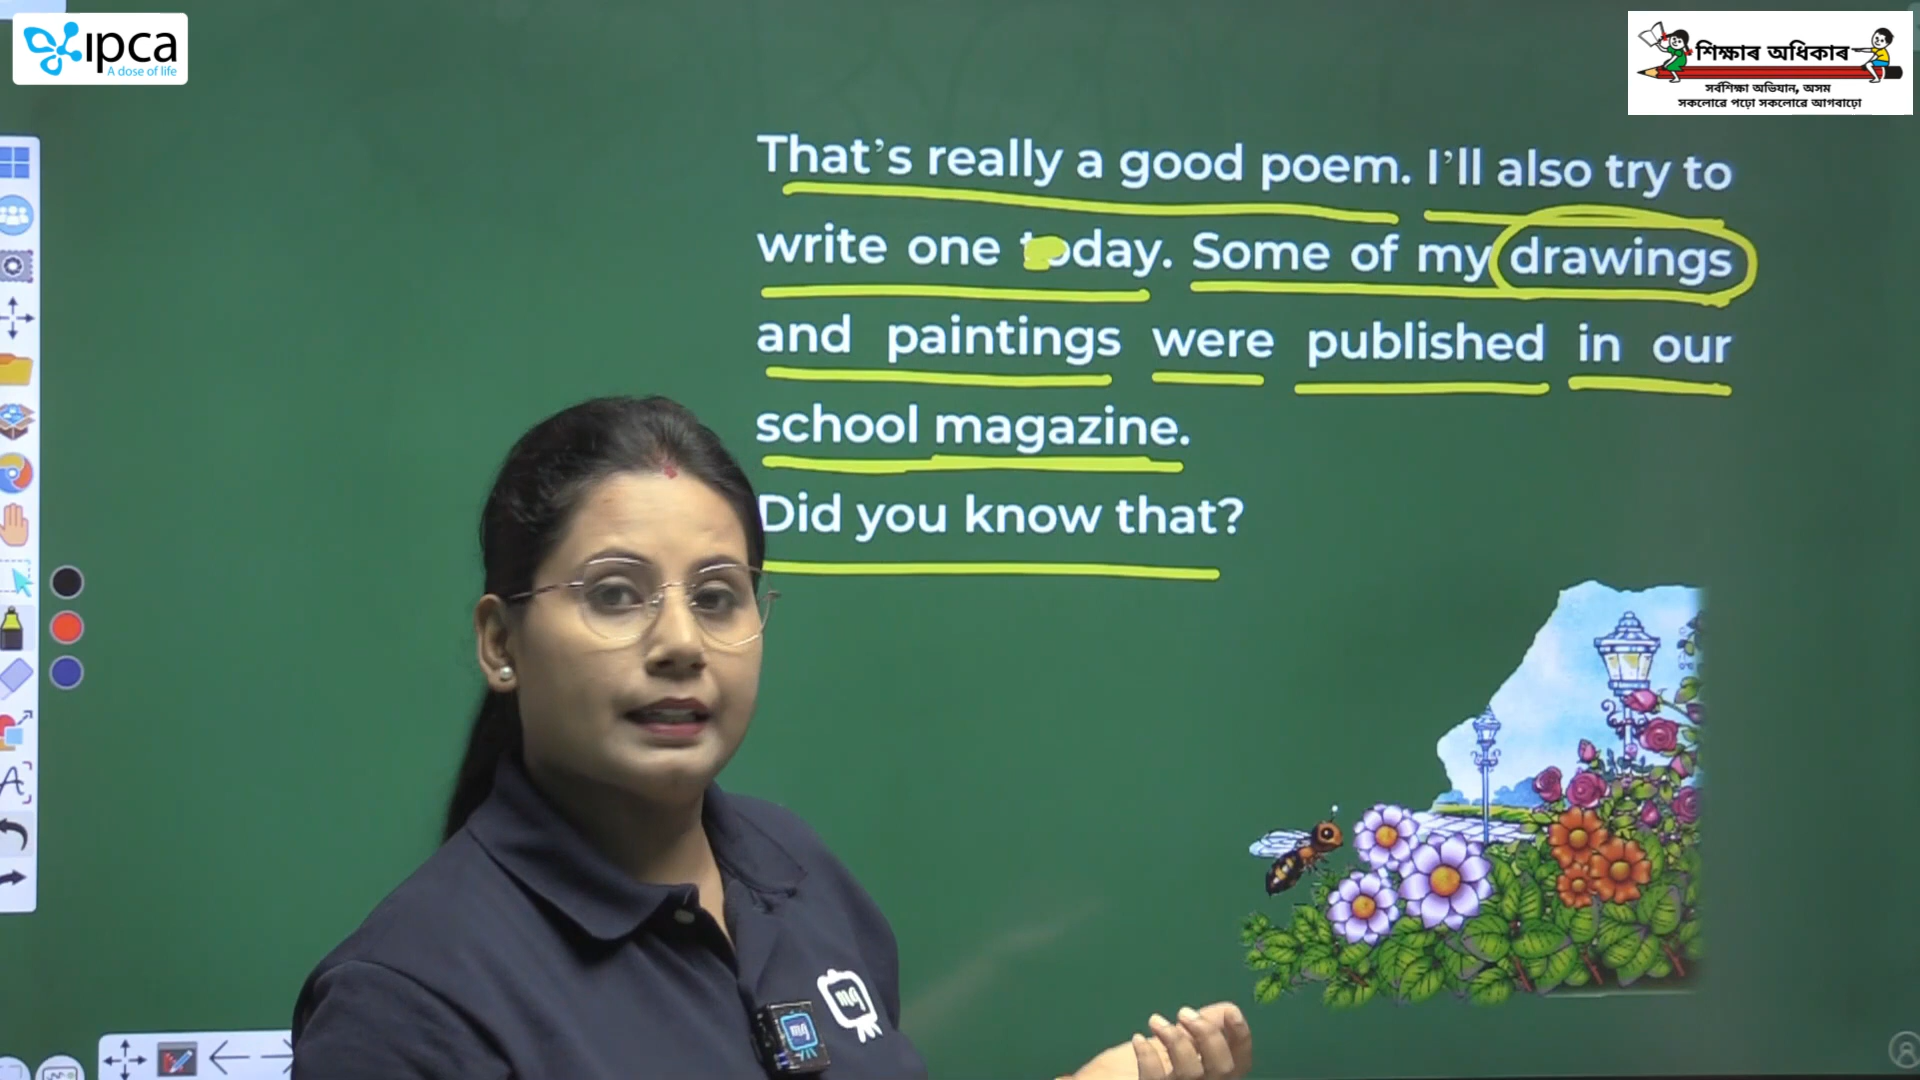 ipca
A dose of life
শিক্ষাৰ অধিকাৰ
সৰ্বশিক্ষা অভিযান, অসম
সকলোৱে পঢ়ো সকলোৱে আগবাঢ়ো
That's really a good poem. I'll also try to
write one today. Some of my drawings
and paintings were published in our
school magazine.
Did you know that?
mq
mq